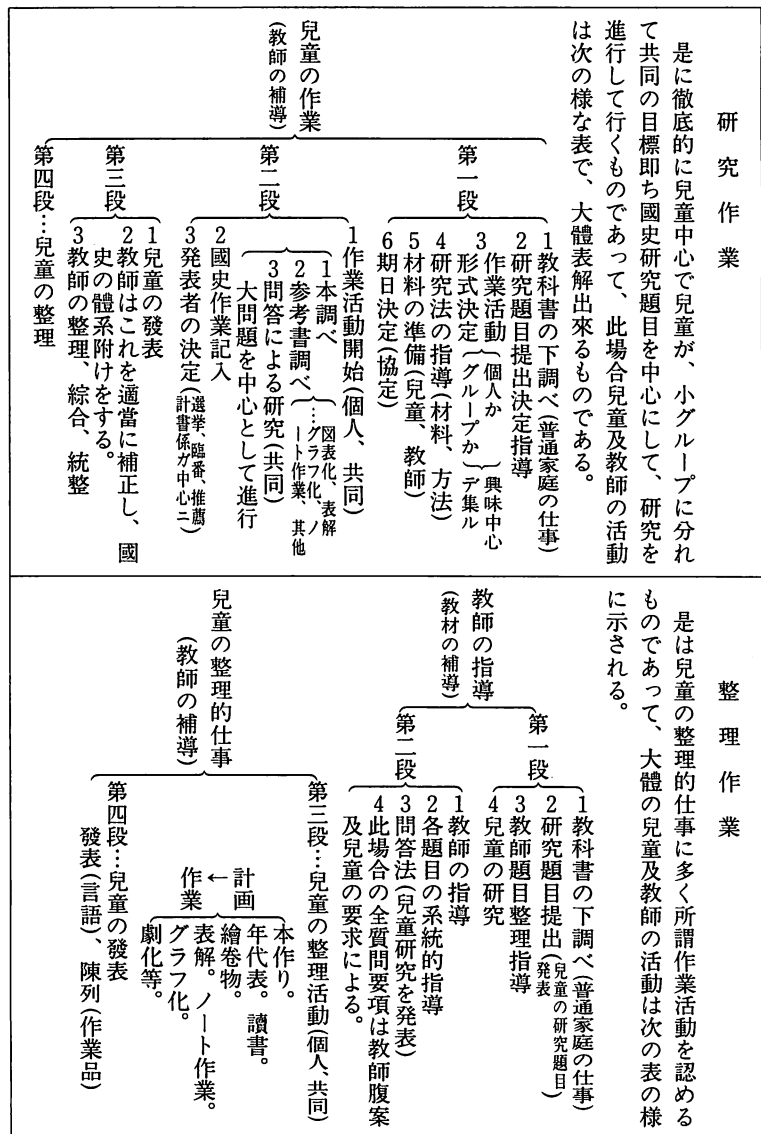 研究作業
是に徹底的に兒童中心で兒童が、小グループに分れ
て共同の目標即ち國史研究題目を中心にして、研究を
進行して行くものであって、此場合兒童及教師の活動
は次の様な表で、大體表解出來るものである。
兒童の作業
(教師の補導)
第一段
1教科書の下調べ(普通家庭の仕事)
2研究題目提出決定指導
3作業活動形式決定
個人か
グループか
興味中心
デ集ル
4研究法の指導(材料、方法)
5材料の準備(兒童、教師)
6期日決定(協定)
第二段
1作業活動開始(個人、共同)
1本調べ
2参考書調べ…
図表化、表解
グラフ化、ノ
ート作業、其他
3問答による研究(共同)
大問題を中心として進行
2國史作業記入
3発表者の決定(選挙、臨番、推薦
計書係ガ中心ニ)
第三段
1兒童の發表
2教師はこれを適當に補正し、國
史の體系附けをする。
3教師の整理、綜合、統整
第四段…兒童の整理
整理作業
是は兒童の整理的仕事に多く所謂作業活動を認める
ものであって、大體の兒童及教師の活動は次の表の様
に示される。
教師の指導
(教材の補導)
第一段
1教科書の下調べ(普通家庭の仕事)
2研究題目提出(兒童の研究題目
発表)
3教師題目整理指導
4兒童の研究
第二段
1教師の指導
2各題目の系統的指導
3問答法(兒童研究を発表)
4此場合の全質問要項は教師腹案
及兒童の要求による。
兒童の整理的仕事
(教師の補導)
第三段…兒童の整理活動(個人、共同)
計画
↓
作業
本作り。
年代表。讀書。
繪卷物。
表解。ノート作業。
グラフ化。
劇化等。
第四段…兒童の發表
發表(言語)、陳列(作業品)